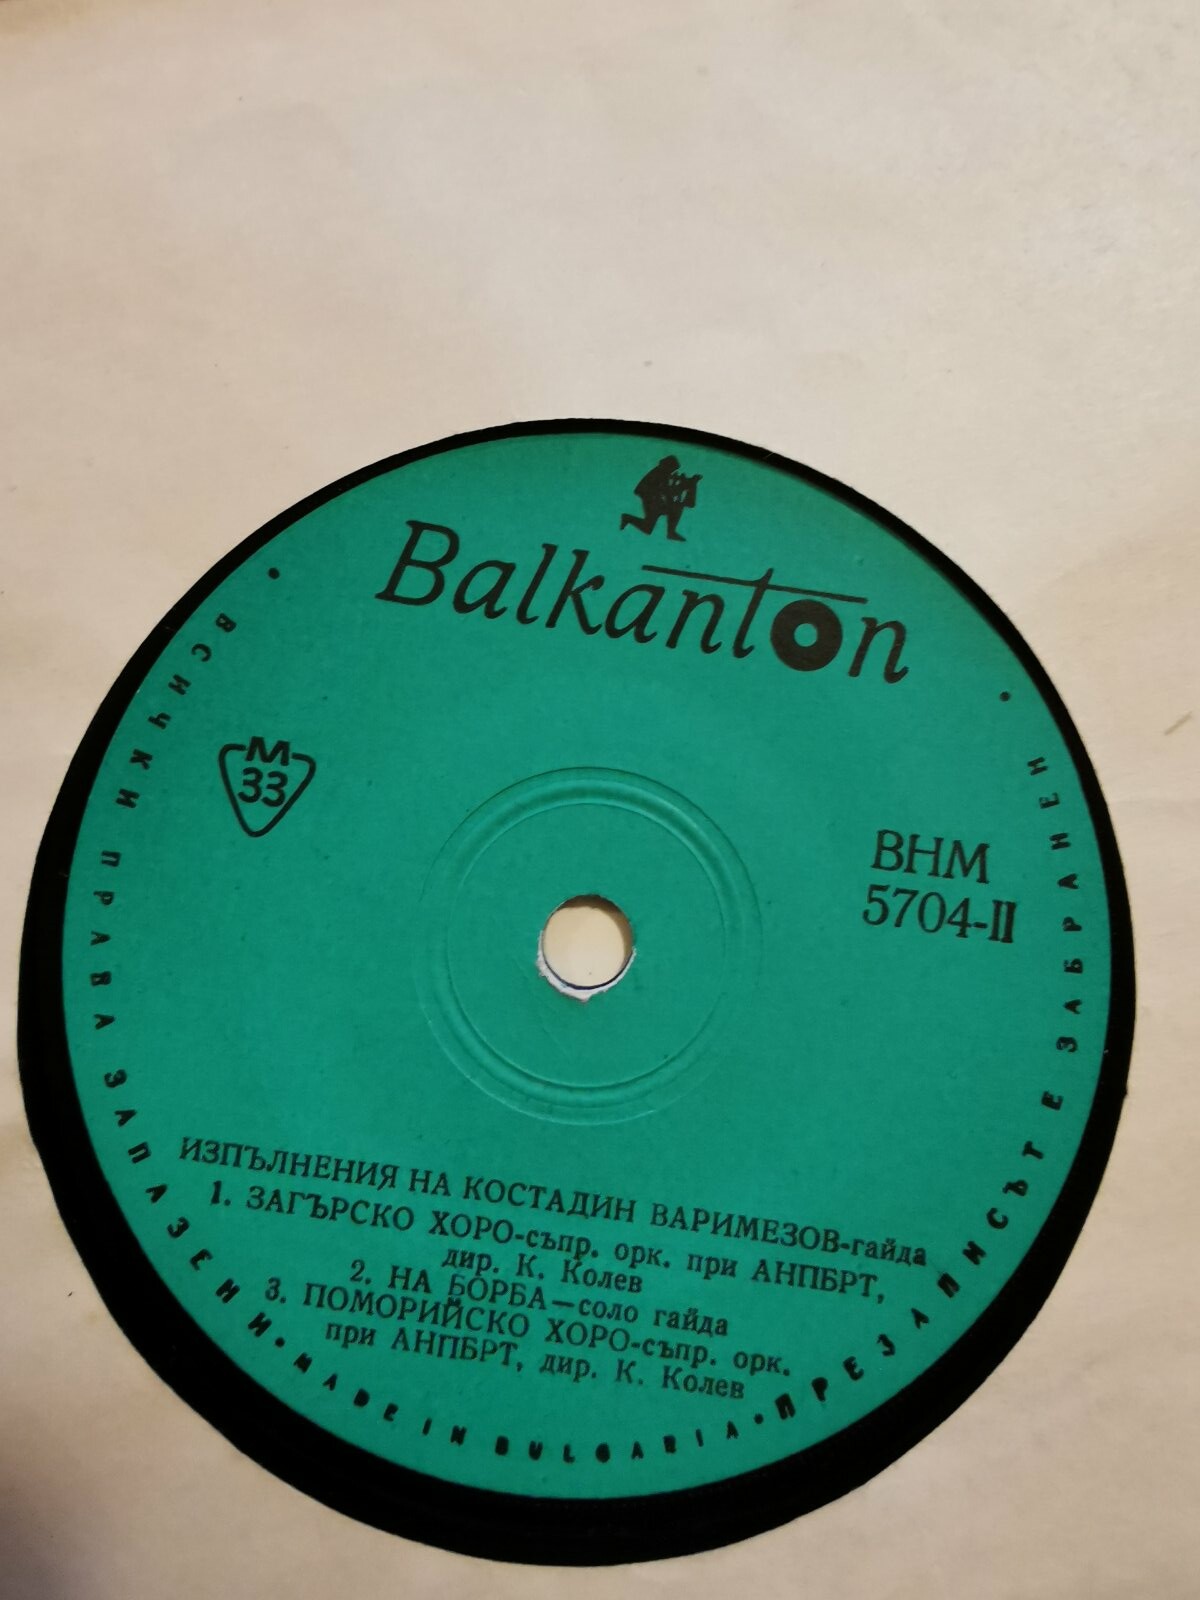 Balkanton
M
33
ВНМ
5704-II
ИЗПЪЛНЕНИЯ НА КОСТАДИН ВАРИМЕЗОВ-гайда
1. ЗАГЪРСКО ХОРО-съпр. орк. при АНПБРТ,
дир. К. Колев
2. НА БОРБА—соло гайда
3. ПОМОРИЙСКО ХОРО-съпр. орк.
при АНПБРТ, дир. К. Колев
• ВСИЧКИ ПРАВА ЗАПАЗЕНИ • MADE IN BULGARIA • ПРЕЗАПИСЪТ Е ЗАБРАНЕН •